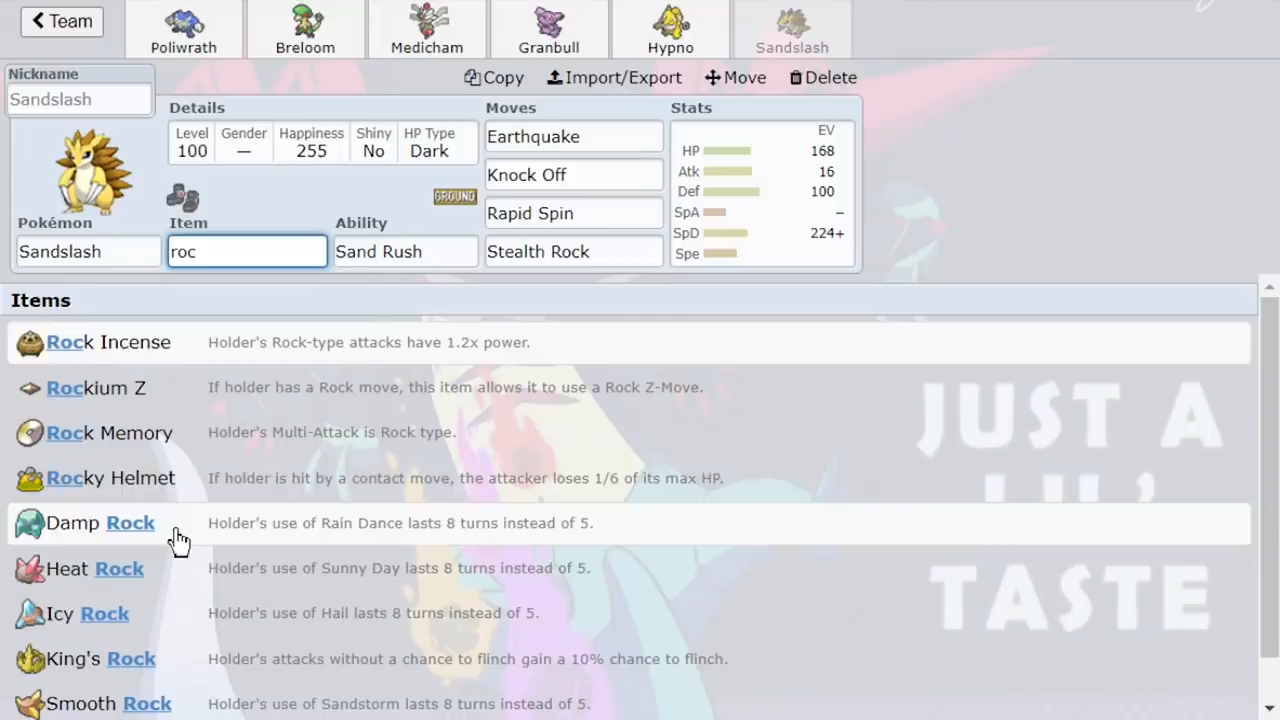 Team
Poliwrath
Breloom
Medicham
Granbull
Hypno
Sandslash
Nickname
Sandslash
Copy
Import/Export
Move
Delete
Details
Level
100
Gender
—
Happiness
255
Shiny
No
HP Type
Dark
GROUND
Pokémon
Sandslash
Item
roc
Ability
Sand Rush
Moves
Earthquake
Knock Off
Rapid Spin
Stealth Rock
Stats
EV
HP 168
Atk 16
Def 100
SpA –
SpD 224+
Spe
Items
Rock Incense Holder's Rock-type attacks have 1.2x power.
Rockium Z If holder has a Rock move, this item allows it to use a Rock Z-Move.
Rock Memory Holder's Multi-Attack is Rock type.
Rocky Helmet If holder is hit by a contact move, the attacker loses 1/6 of its max HP.
Damp Rock Holder's use of Rain Dance lasts 8 turns instead of 5.
Heat Rock Holder's use of Sunny Day lasts 8 turns instead of 5.
Icy Rock Holder's use of Hail lasts 8 turns instead of 5.
King's Rock Holder's attacks without a chance to flinch gain a 10% chance to flinch.
Smooth Rock Holder's use of Sandstorm lasts 8 turns instead of 5.
JUST A
LIL'
TASTE